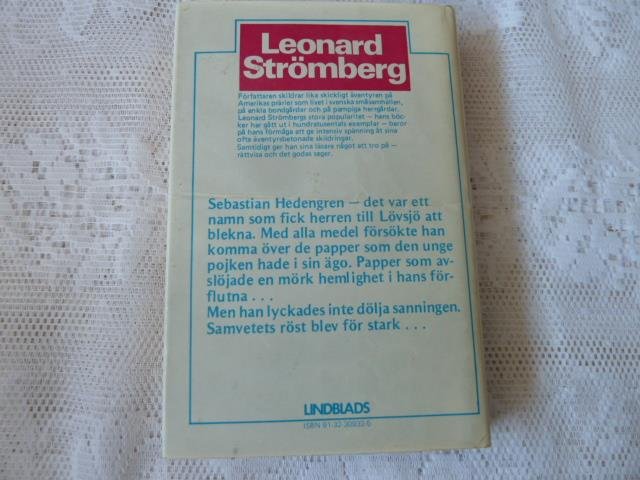 Leonard
Strömberg
Författaren skildrar lika skickligt äventyren på
Amerikas prärier som livet i svenska småsamhällen,
på enkla bondgårdar och på pampiga herrgårdar.
Leonard Strömbergs stora popularitet — hans böc-
ker har gått ut i hundratusentals exemplar — beror
på hans förmåga att ge intensiv spänning åt sina
ofta äventyrsbetonade skildringar.
Samtidigt ger han sina läsare något att tro på —
rättvisa och det godas seger.
Sebastian Hedengren — det var ett
namn som fick herren till Lövsjö att
blekna. Med alla medel försökte han
komma över de papper som den unge
pojken hade i sin ägo. Papper som av-
slöjade en mörk hemlighet i hans för-
flutna . . .
Men han lyckades inte dölja sanningen.
Samvetets röst blev för stark . . .
LINDBLADS
ISBN 91-32-30933-6